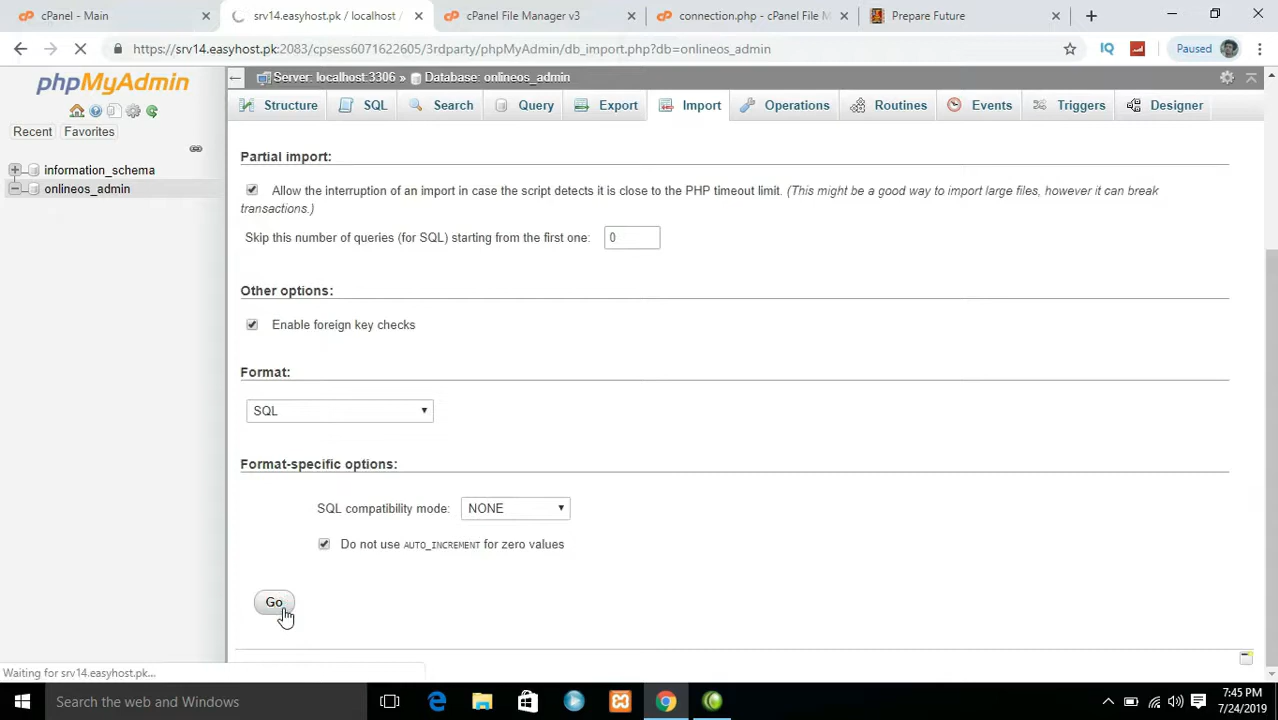 cPanel - Main
srv14.easyhost.pk / localhost /
cPanel File Manager v3
connection.php - cPanel File M
Prepare Future
https://srv14.easyhost.pk:2083/cpsess6071622605/3rdparty/phpMyAdmin/db_import.php?db=onlineos_admin
IQ
Paused
phpMyAdmin
Recent
Favorites
information_schema
onlineos_admin
Server: localhost:3306 » Database: onlineos_admin
Structure
SQL
Search
Query
Export
Import
Operations
Routines
Events
Triggers
Designer
Partial import:
Allow the interruption of an import in case the script detects it is close to the PHP timeout limit. (This might be a good way to import large files, however it can break
transactions.)
Skip this number of queries (for SQL) starting from the first one: 0
Other options:
Enable foreign key checks
Format:
SQL
Format-specific options:
SQL compatibility mode: NONE
Do not use AUTO_INCREMENT for zero values
Go
Waiting for srv14.easyhost.pk...
Search the web and Windows
7:45 PM
7/24/2019